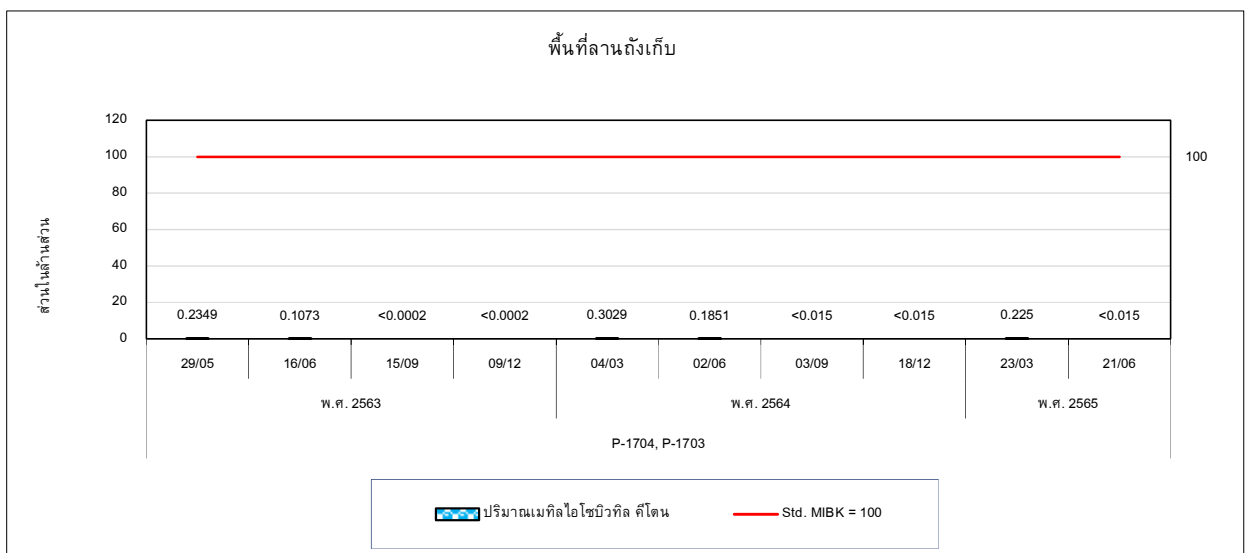 พื้นที่ลานถังเก็บ
ส่วนในล้านส่วน
120
100
80
60
40
20
0
100
0.2349 0.1073 <0.0002 <0.0002 0.3029 0.1851 <0.015 <0.015 0.225 <0.015
29/05 16/06 15/09 09/12 04/03 02/06 03/09 18/12 23/03 21/06
พ.ศ. 2563 พ.ศ. 2564 พ.ศ. 2565
P-1704, P-1703
ปริมาณเมทิลไอโซบิวทิล คีโตน Std. MIBK = 100